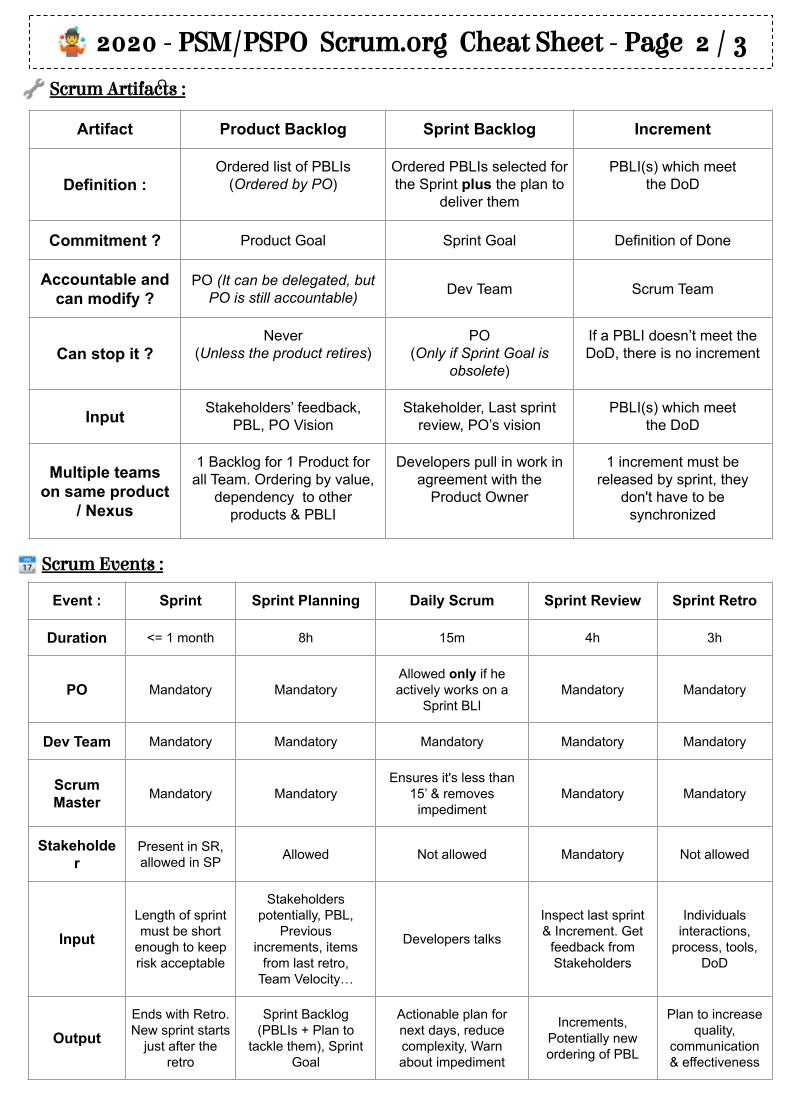 2020 - PSM/PSPO Scrum.org Cheat Sheet - Page 2 / 3
Scrum Artifacts :
Artifact
Product Backlog
Sprint Backlog
Increment
Definition :
Ordered list of PBLIs
(Ordered by PO)
Ordered PBLIs selected for
the Sprint plus the plan to
deliver them
PBLI(s) which meet
the DoD
Commitment ?
Product Goal
Sprint Goal
Definition of Done
Accountable and
can modify ?
PO (It can be delegated, but
PO is still accountable)
Dev Team
Scrum Team
Can stop it ?
Never
(Unless the product retires)
PO
(Only if Sprint Goal is
obsolete)
If a PBLI doesn't meet the
DoD, there is no increment
Input
Stakeholders' feedback,
PBL, PO Vision
Stakeholder, Last sprint
review, PO's vision
PBLI(s) which meet
the DoD
Multiple teams
on same product
/ Nexus
1 Backlog for 1 Product for
all Team. Ordering by value,
dependency to other
products & PBLI
Developers pull in work in
agreement with the
Product Owner
1 increment must be
released by sprint, they
don't have to be
synchronized
17
Scrum Events :
Event :
Sprint
Sprint Planning
Daily Scrum
Sprint Review
Sprint Retro
Duration
<= 1 month
8h
15m
4h
3h
PO
Mandatory
Mandatory
Allowed only if he
actively works on a
Sprint BLI
Mandatory
Mandatory
Dev Team
Mandatory
Mandatory
Mandatory
Mandatory
Mandatory
Scrum
Master
Mandatory
Mandatory
Ensures it's less than
15' & removes
impediment
Mandatory
Mandatory
Stakeholde
r
Present in SR,
allowed in SP
Allowed
Not allowed
Mandatory
Not allowed
Input
Length of sprint
must be short
enough to keep
risk acceptable
Stakeholders
potentially, PBL,
Previous
increments, items
from last retro,
Team Velocity…
Developers talks
Inspect last sprint
& Increment. Get
feedback from
Stakeholders
Individuals
interactions,
process, tools,
DoD
Output
Ends with Retro.
New sprint starts
just after the
retro
Sprint Backlog
(PBLIs + Plan to
tackle them), Sprint
Goal
Actionable plan for
next days, reduce
complexity, Warn
about impediment
Increments,
Potentially new
ordering of PBL
Plan to increase
quality,
communication
& effectiveness